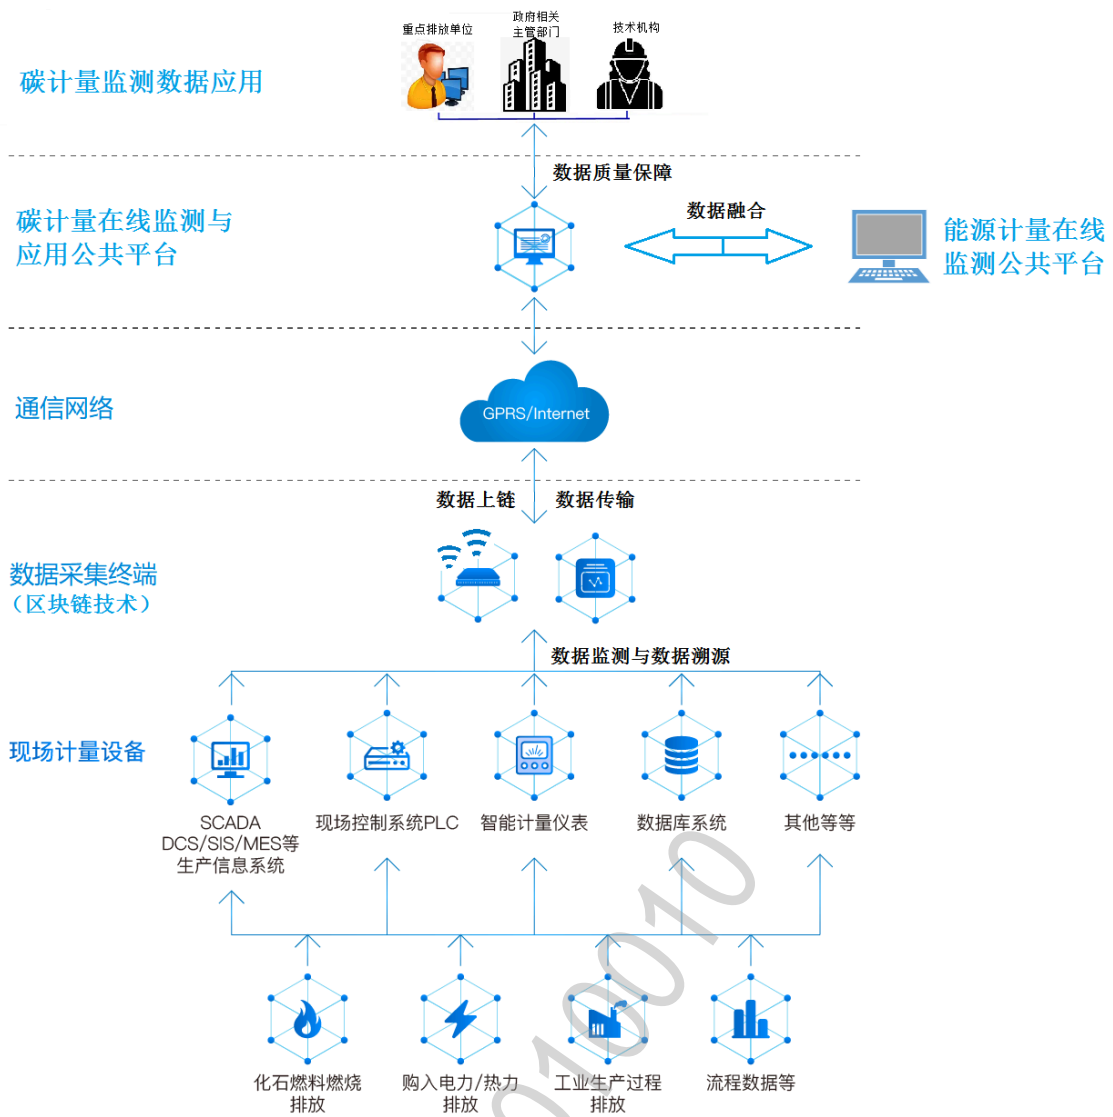 重点排放单位
政府相关
主管部门
技术机构
碳计量监测数据应用
数据质量保障
碳计量在线监测与
应用公共平台
数据融合
能源计量在线
监测公共平台
通信网络
GPRS/Internet
数据上链
数据传输
数据采集终端
（区块链技术）
数据监测与数据溯源
现场计量设备
SCADA
DCS/SIS/MES等
生产信息系统
现场控制系统PLC
智能计量仪表
数据库系统
其他等等
化石燃料燃烧
排放
购入电力/热力
排放
工业生产过程
排放
流程数据等